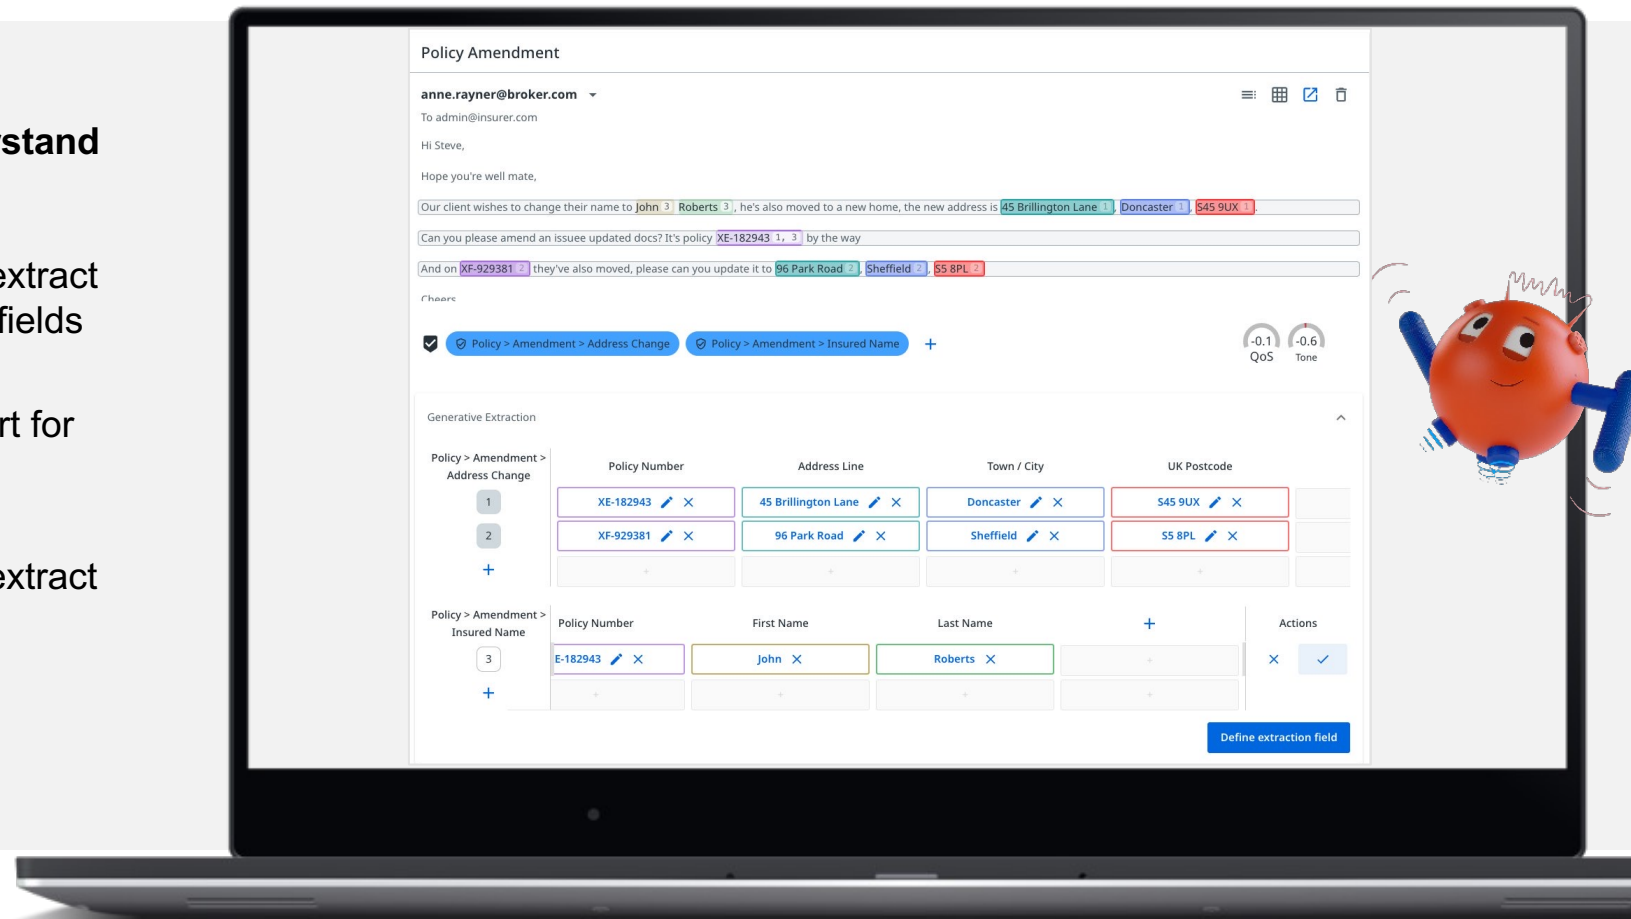 rstand
extract
fields
rt for
extract
Policy Amendment
anne.rayner@broker.com
To admin@insurer.com
Hi Steve,
Hope you're well mate,
Our client wishes to change their name to John 3 Roberts 3 , he's also moved to a new home, the new address is 45 Brillington Lane 1 , Doncaster 1 , S45 9UX 1 .
Can you please amend an issuee updated docs? It's policy XE-182943 1, 3 by the way
And on XF-929381 2 they've also moved, please can you update it to 96 Park Road 2 , Sheffield 2 , S5 8PL 2
Cheers
Policy > Amendment > Address Change Policy > Amendment > Insured Name +
-0.1 -0.6
QoS Tone
Generative Extraction
Policy > Amendment >
Address Change
Policy Number Address Line Town / City UK Postcode
1 XE-182943 45 Brillington Lane Doncaster S45 9UX
2 XF-929381 96 Park Road Sheffield S5 8PL
+ + + + +
Policy > Amendment >
Insured Name
Policy Number First Name Last Name + Actions
3 E-182943 John Roberts +
+ + + + +
Define extraction field